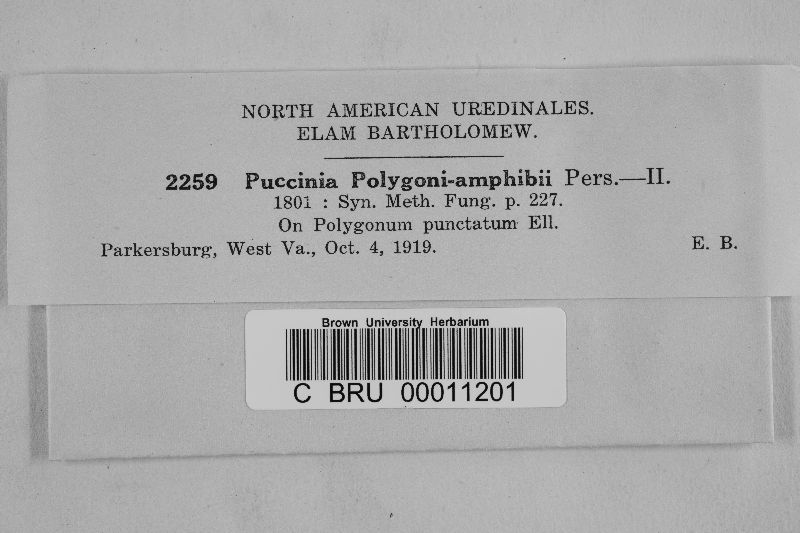 NORTH AMERICAN UREDINALES.
ELAM BARTHOLOMEW.
2259 Puccinia Polygoni-amphibii Pers.—II.
1801 : Syn. Meth. Fung. p. 227.
On Polygonum punctatum Ell.
Parkersburg, West Va., Oct. 4, 1919. E. B.
Brown University Herbarium
C BRU 00011201